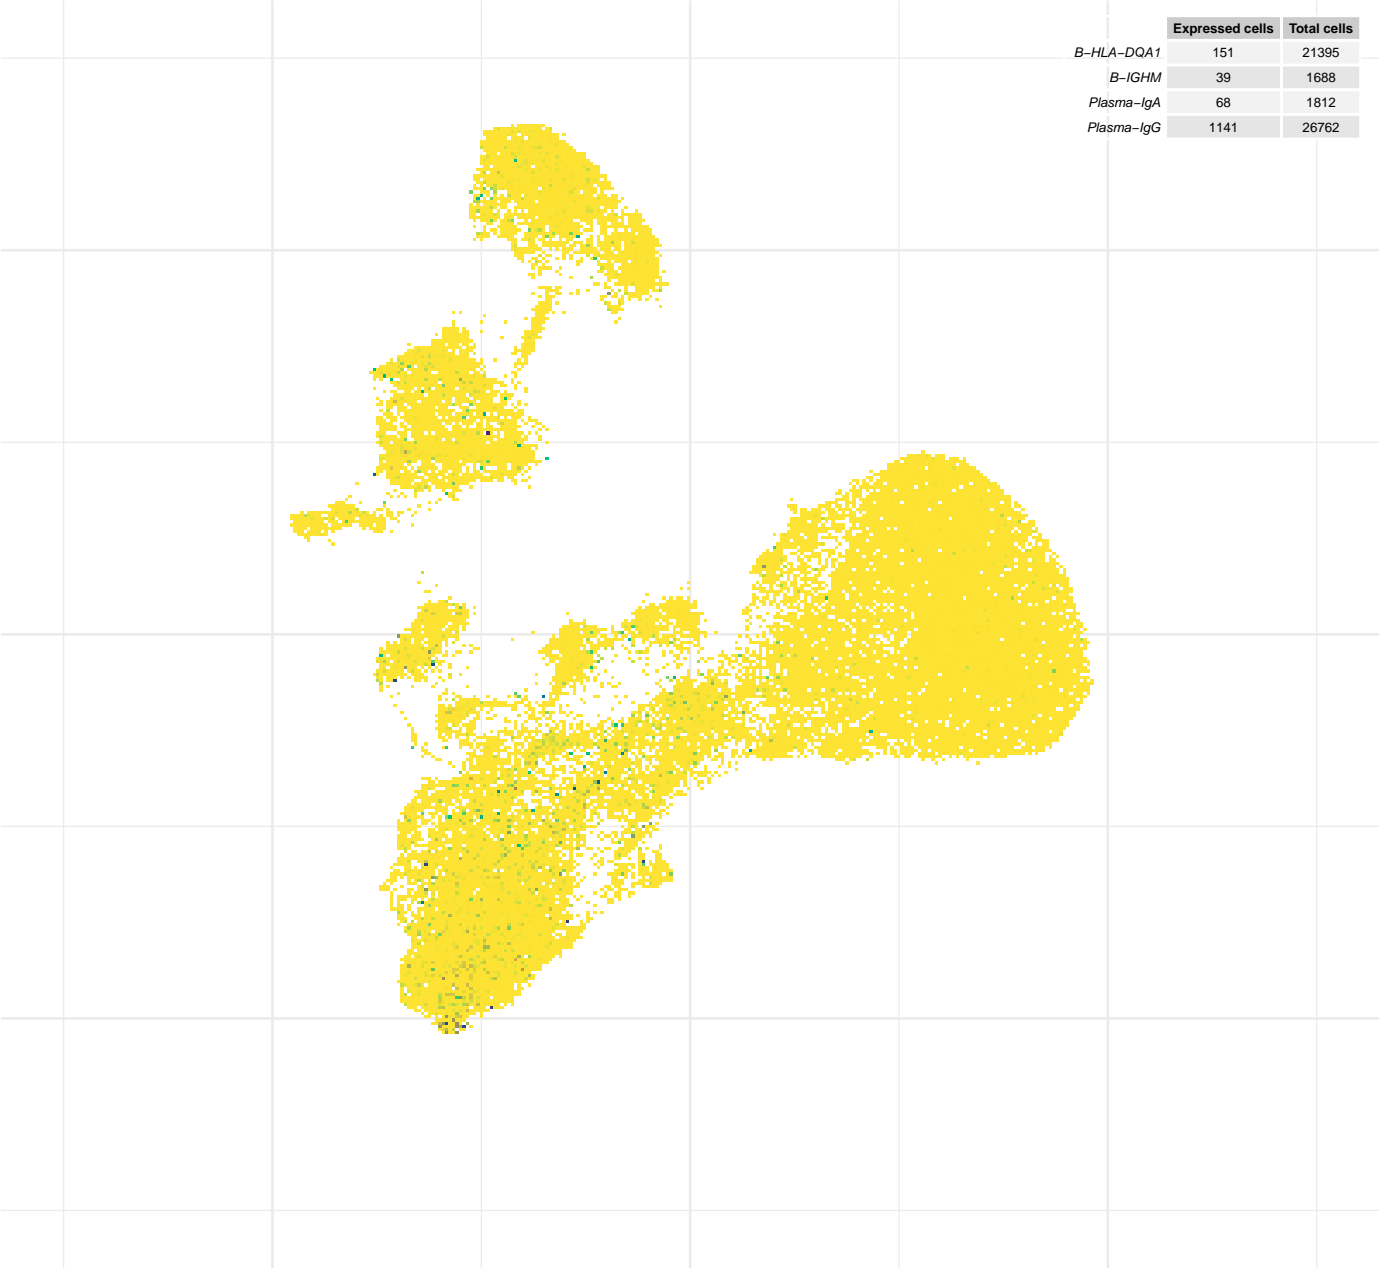 Expressed cells Total cells
B−HLA−DQA1 151 21395
B−IGHM 39 1688
Plasma−IgA 68 1812
Plasma−IgG 1141 26762